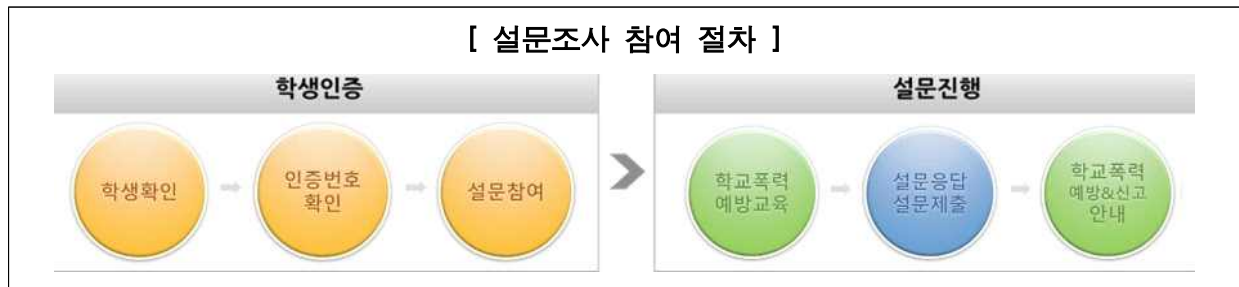 [ 설문조사 참여 절차 ]
학생인증
학생확인
인증번호
확인
설문참여
설문진행
학교폭력
예방교육
설문응답
설문제출
학교폭력
예방&신고
안내